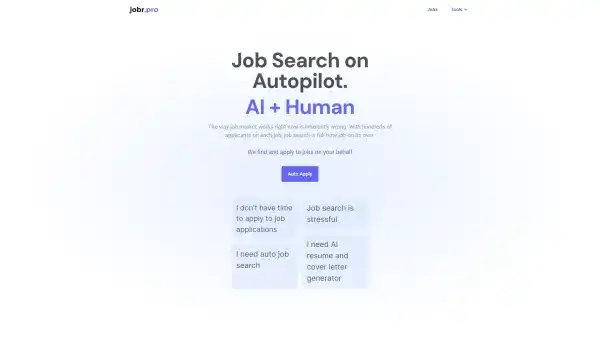 jobr.pro
Jobs
Tools
Job Search on
Autopilot.
AI + Human
The way job market works right now is inherently wrong. With hundreds of
applicants on each job, job search is full time job on its own
We find and apply to jobs on your behalf
Auto Apply
I don't have time
to apply to job
applications
Job search is
stressful
I need auto job
search
I need AI
resume and
cover letter
generator